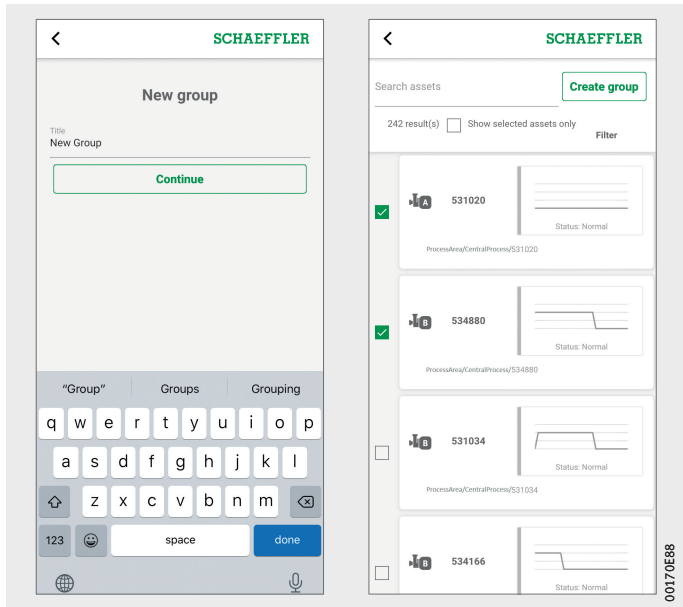 SCHAEFFLER
New group
Title
New Group
Continue
"Group" Groups Grouping
q w e r t y u i o p
a s d f g h j k l
z x c v b n m
123 space done
SCHAEFFLER
Search assets
Create group
242 result(s) Show selected assets only
Filter
A 531020
Status: Normal
ProcessArea/CentralProcess/531020
B 534880
Status: Normal
ProcessArea/CentralProcess/534880
B 531034
Status: Normal
ProcessArea/CentralProcess/531034
B 534166
Status: Normal
00170E88